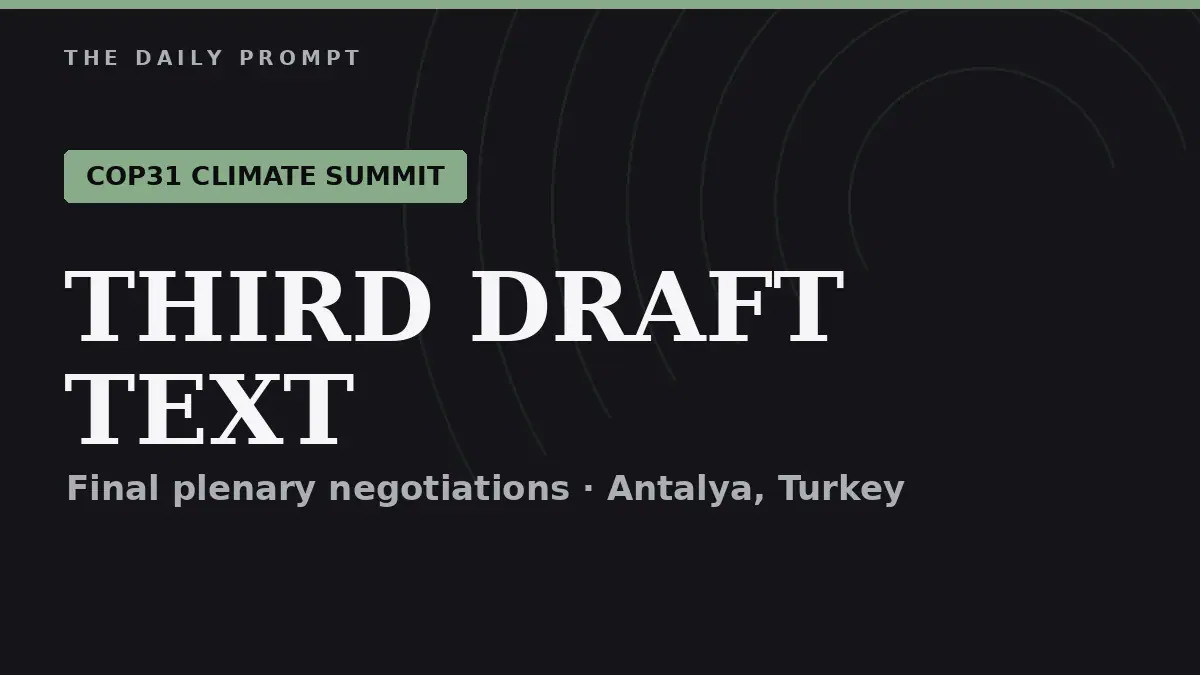 THE DAILY PROMPT
COP31 CLIMATE SUMMIT
THIRD DRAFT
TEXT
Final plenary negotiations · Antalya, Turkey